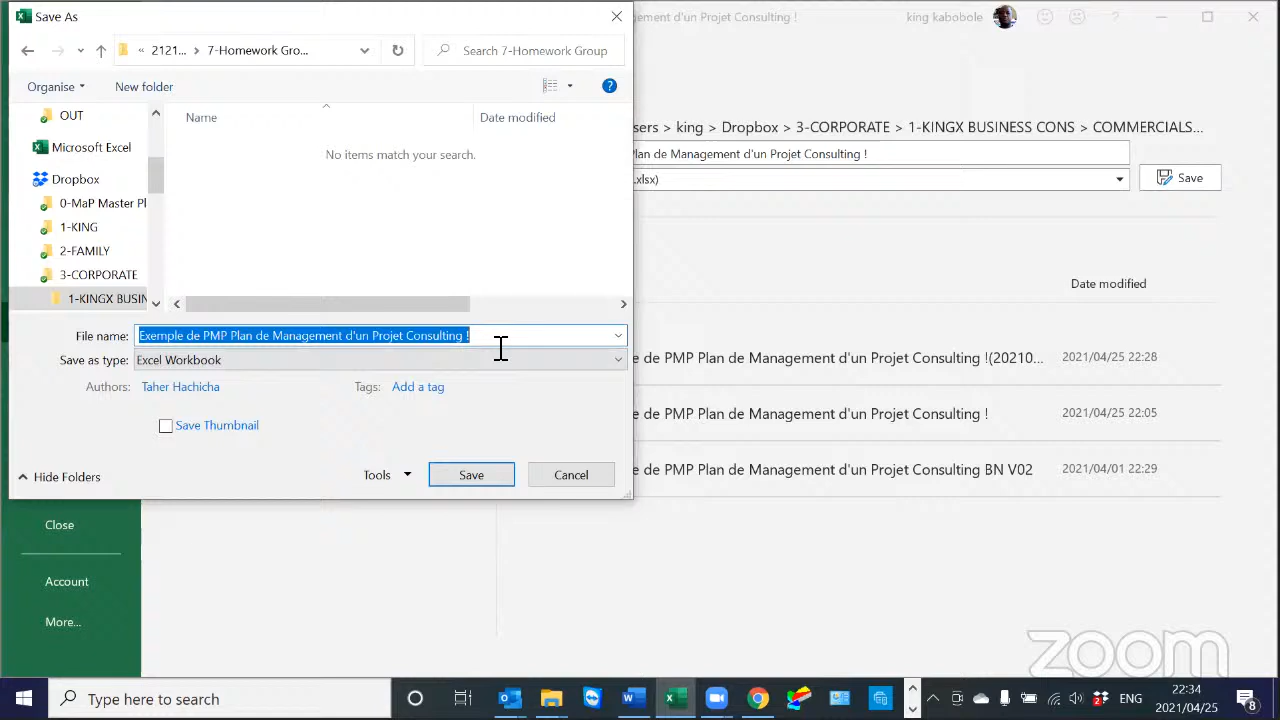 Save As
ement d'un Projet Consulting !
king kabobole
« 2121... > 7-Homework Gro...
Search 7-Homework Group
Organise
New folder
OUT
Microsoft Excel
Dropbox
0-MaP Master Pl
1-KING
2-FAMILY
3-CORPORATE
1-KINGX BUSIN
Name
Date modified
No items match your search.
sers > king > Dropbox > 3-CORPORATE > 1-KINGX BUSINESS CONS > COMMERCIALS...
Plan de Management d'un Projet Consulting !
.xlsx)
Save
Date modified
File name: Exemple de PMP Plan de Management d'un Projet Consulting !
Save as type: Excel Workbook
Authors: Taher Hachicha
Tags: Add a tag
Save Thumbnail
Hide Folders
Tools
Save
Cancel
e de PMP Plan de Management d'un Projet Consulting !(20210... 2021/04/25 22:28
e de PMP Plan de Management d'un Projet Consulting ! 2021/04/25 22:05
e de PMP Plan de Management d'un Projet Consulting BN V02 2021/04/01 22:29
Close
Account
More...
zoom
Type here to search
ENG
22:34
2021/04/25
2
8